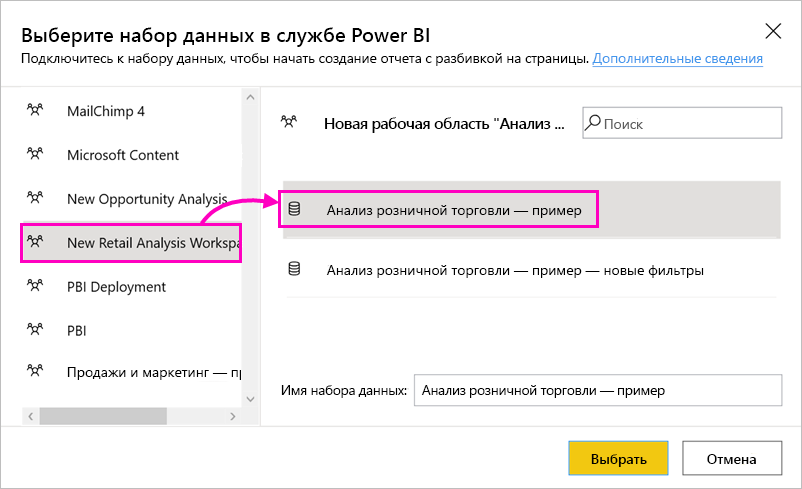 Выберите набор данных в службе Power BI
Подключитесь к набору данных, чтобы начать создание отчета с разбивкой на страницы. Дополнительные сведения
MailChimp 4
Microsoft Content
New Opportunity Analysis
New Retail Analysis Workspa
PBI Deployment
PBI
Продажи и маркетинг — пр
Новая рабочая область "Анализ ...
Поиск
Анализ розничной торговли — пример
Анализ розничной торговли — пример — новые фильтры
Имя набора данных: Анализ розничной торговли — пример
Выбрать Отмена